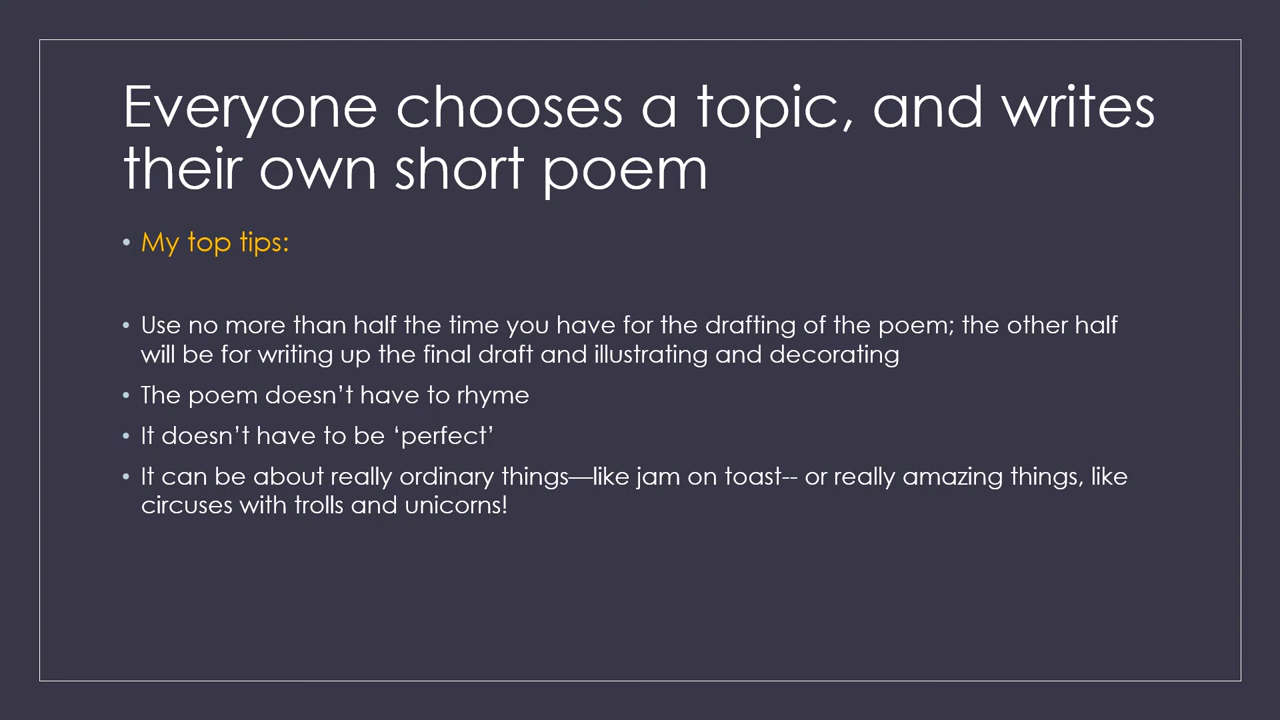 Everyone chooses a topic, and writes
their own short poem
• My top tips:
• Use no more than half the time you have for the drafting of the poem; the other half
will be for writing up the final draft and illustrating and decorating
• The poem doesn’t have to rhyme
• It doesn’t have to be ‘perfect’
• It can be about really ordinary things—like jam on toast-- or really amazing things, like
circuses with trolls and unicorns!